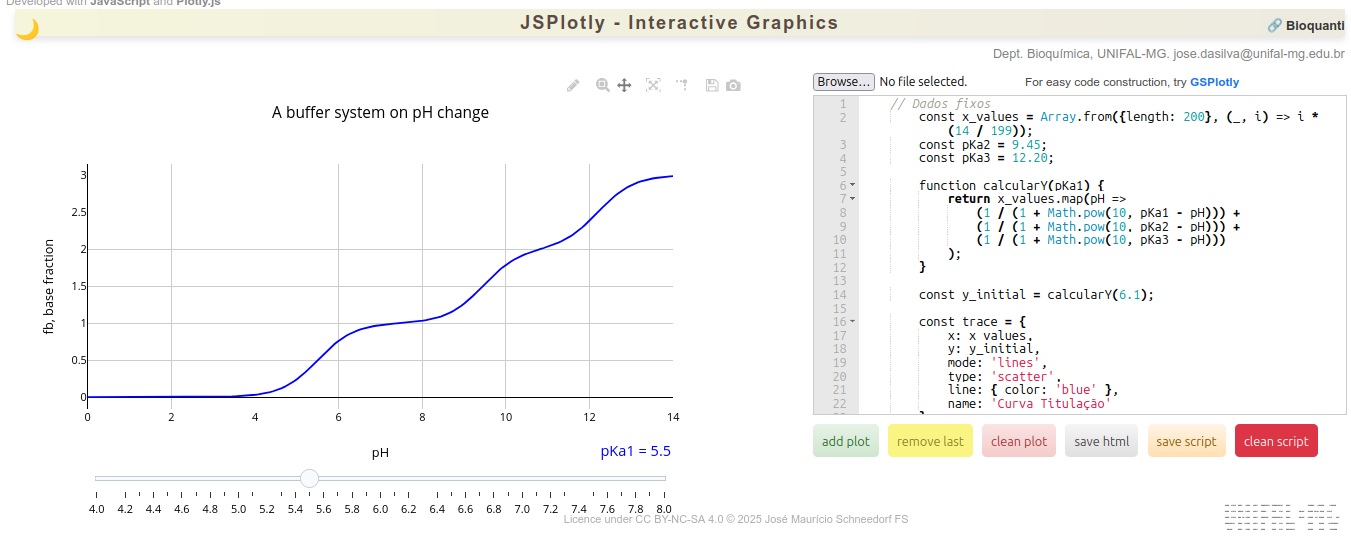 Developed with JavaScript and Plotly.js
JSPlotly - Interactive Graphics
🔗 Bioquanti
Dept. Bioquímica, UNIFAL-MG. jose.dasilva@unifal-mg.edu.br
Browse... No file selected.
For easy code construction, try GSPlotly
A buffer system on pH change
fb, base fraction
3
2.5
2
1.5
1
0.5
0
0 2 4 6 8 10 12 14
pH
pKa1 = 5.5
4.0 4.2 4.4 4.6 4.8 5.0 5.2 5.4 5.6 5.8 6.0 6.2 6.4 6.6 6.8 7.0 7.2 7.4 7.6 7.8 8.0
1 // Dados fixos
2 const x_values = Array.from({length: 200}, (_, i) => i *
(14 / 199));
3 const pKa2 = 9.45;
4 const pKa3 = 12.20;
5
6 function calcularY(pKa1) {
7 return x_values.map(pH =>
8 (1 / (1 + Math.pow(10, pKa1 - pH))) +
9 (1 / (1 + Math.pow(10, pKa2 - pH))) +
10 (1 / (1 + Math.pow(10, pKa3 - pH)))
11 );
12 }
13
14 const y_initial = calcularY(6.1);
15
16 const trace = {
17 x: x_values,
18 y: y_initial,
19 mode: 'lines',
20 type: 'scatter',
21 line: { color: 'blue' },
22 name: 'Curva Titulação'
add plot
remove last
clean plot
save html
save script
clean script
Licence under CC BY-NC-SA 4.0 © 2025 José Maurício Schneedorf FS